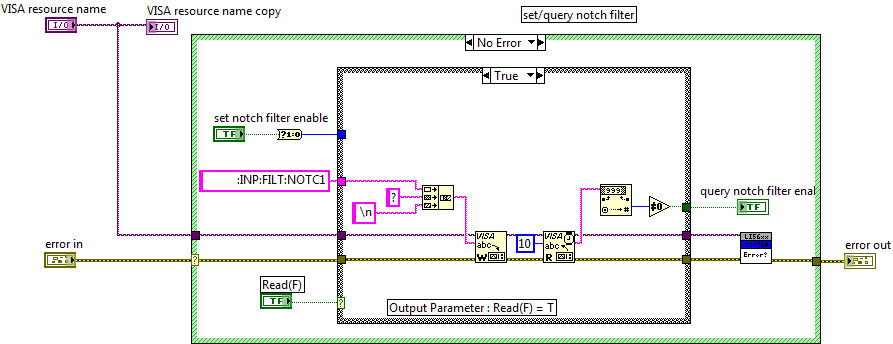 VISA resource name
VISA resource name copy
I/O
I/O
set/query notch filter
No Error
True
set notch filter enable
TF
?1:0
:INP:FILT:NOTC1
?
\n
999
≠0
query notch filter enabl
TF
VISA
abc
W
10
VISA
abc
R
LI56xx
Error?
error in
error out
?
Read(F)
TF
?
Output Parameter : Read(F) = T